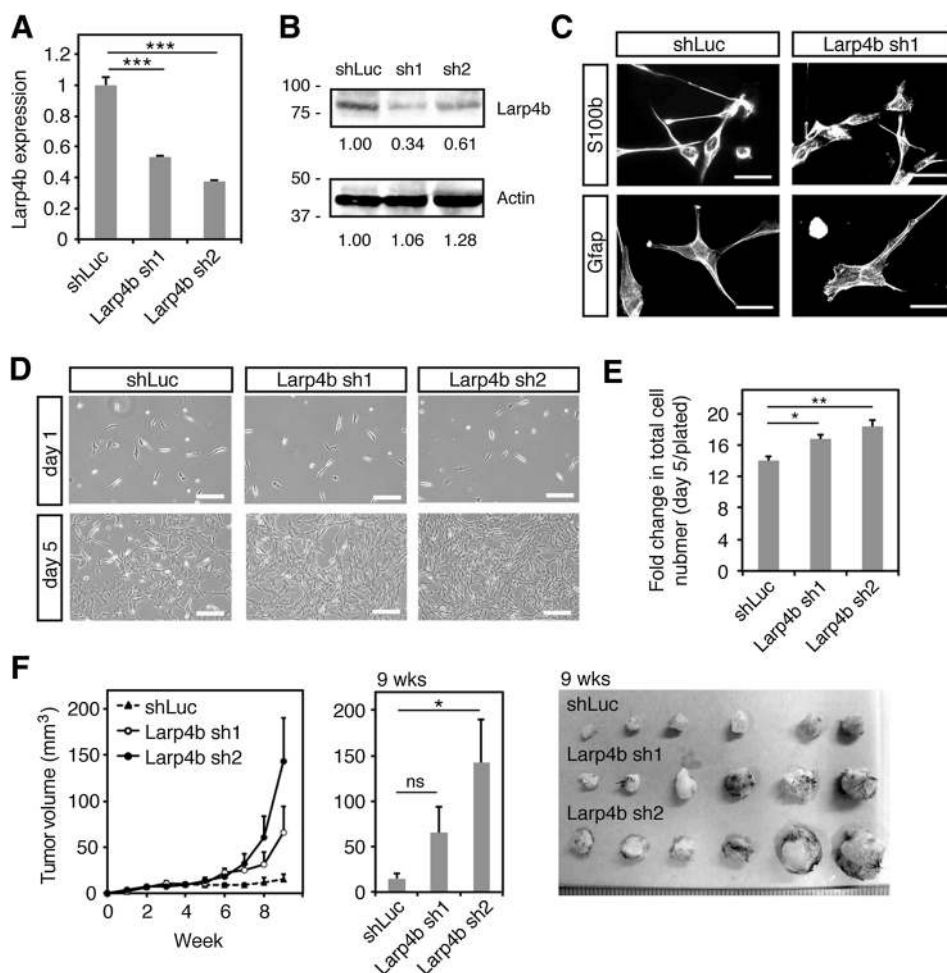 A
Larp4b expression
1.2
1
0.8
0.6
0.4
0.2
0
***
***
shLuc
Larp4b sh1
Larp4b sh2
B
shLuc sh1 sh2
100 -
75 -
Larp4b
1.00 0.34 0.61
50 -
37 -
Actin
1.00 1.06 1.28
C
shLuc Larp4b sh1
S100b
Gfap
D
shLuc Larp4b sh1 Larp4b sh2
day 1
day 5
E
Fold change in total cell
nubmer (day 5/plated)
20
16
12
8
4
0
**
*
shLuc
Larp4b sh1
Larp4b sh2
F
Tumor volume (mm3)
200
150
100
50
0
shLuc
Larp4b sh1
Larp4b sh2
0 2 4 6 8
Week
9 wks
200
150
100
50
0
*
ns
shLuc
Larp4b sh1
Larp4b sh2
9 wks
shLuc
Larp4b sh1
Larp4b sh2